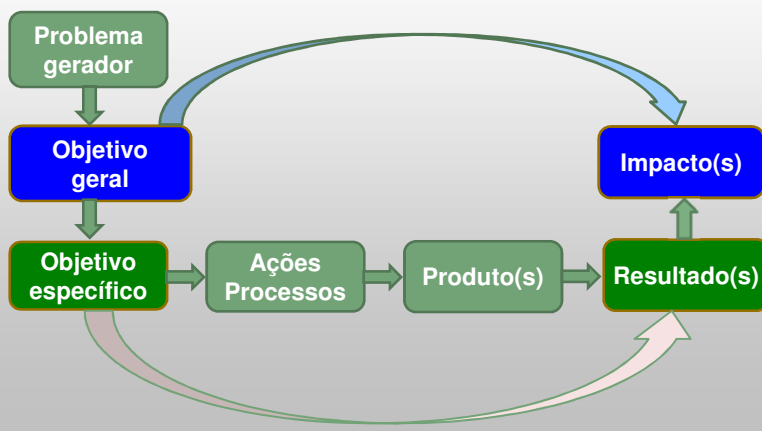 Problema
gerador
Objetivo
geral
Impacto(s)
Objetivo
específico
Ações
Processos
Produto(s)
Resultado(s)